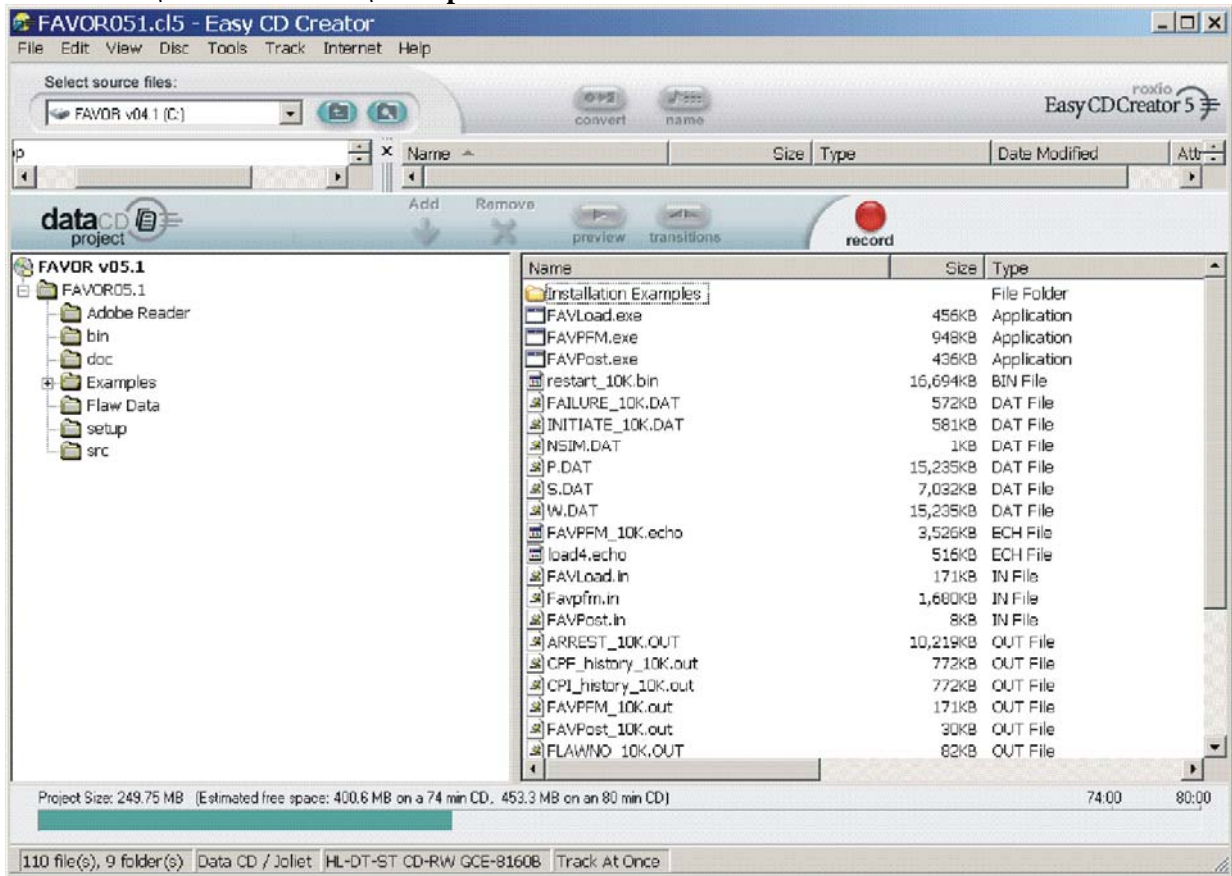 FAVOR051.cl5 - Easy CD Creator
File Edit View Disc Tools Track Internet Help
Select source files:
FAVOR v04.1 (C:)
convert name
roxio
Easy CD Creator 5
Name Size Type Date Modified Attr
data CD project
Add Remove preview transitions record
FAVOR v05.1
FAVOR05.1
Adobe Reader
bin
doc
Examples
Flaw Data
setup
src
Name Size Type
Installation Examples File Folder
FAVLoad.exe 456KB Application
FAVPFM.exe 948KB Application
FAVPost.exe 436KB Application
restart_10K.bin 16,694KB BIN File
FAILURE_10K.DAT 572KB DAT File
INITIATE_10K.DAT 581KB DAT File
NSIM.DAT 1KB DAT File
P.DAT 15,235KB DAT File
S.DAT 7,032KB DAT File
W.DAT 15,235KB DAT File
FAVPFM_10K.echo 3,526KB ECH File
load4.echo 516KB ECH File
FAVLoad.in 171KB IN File
Favpfm.in 1,680KB IN File
FAVPost.in 8KB IN File
ARREST_10K.OUT 10,219KB OUT File
CPF_history_10K.out 772KB OUT File
CPI_history_10K.out 772KB OUT File
FAVPFM_10K.out 171KB OUT File
FAVPost_10K.out 30KB OUT File
FLAWNO_10K.OUT 82KB OUT File
Project Size: 249.75 MB (Estimated free space: 400.6 MB on a 74 min CD, 453.3 MB on an 80 min CD) 74:00 80:00
110 file(s), 9 folder(s) Data CD / Joliet HL-DT-ST CD-RW GCE-8160B Track At Once